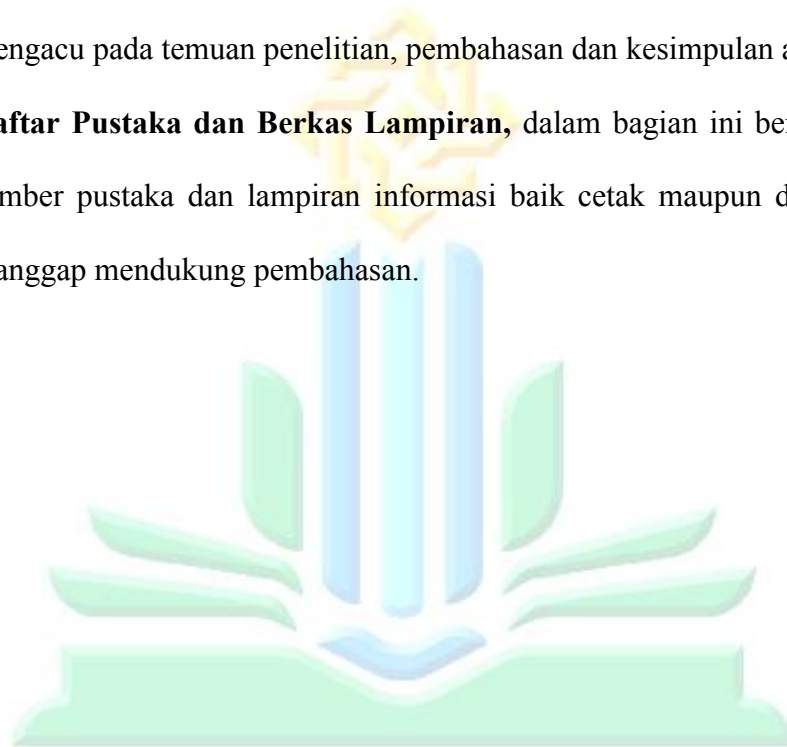 engacu pada temuan penelitian, pembahasan dan kesimpulan a
aftar Pustaka dan Berkas Lampiran, dalam bagian ini ber
mber pustaka dan lampiran informasi baik cetak maupun d
anggap mendukung pembahasan.